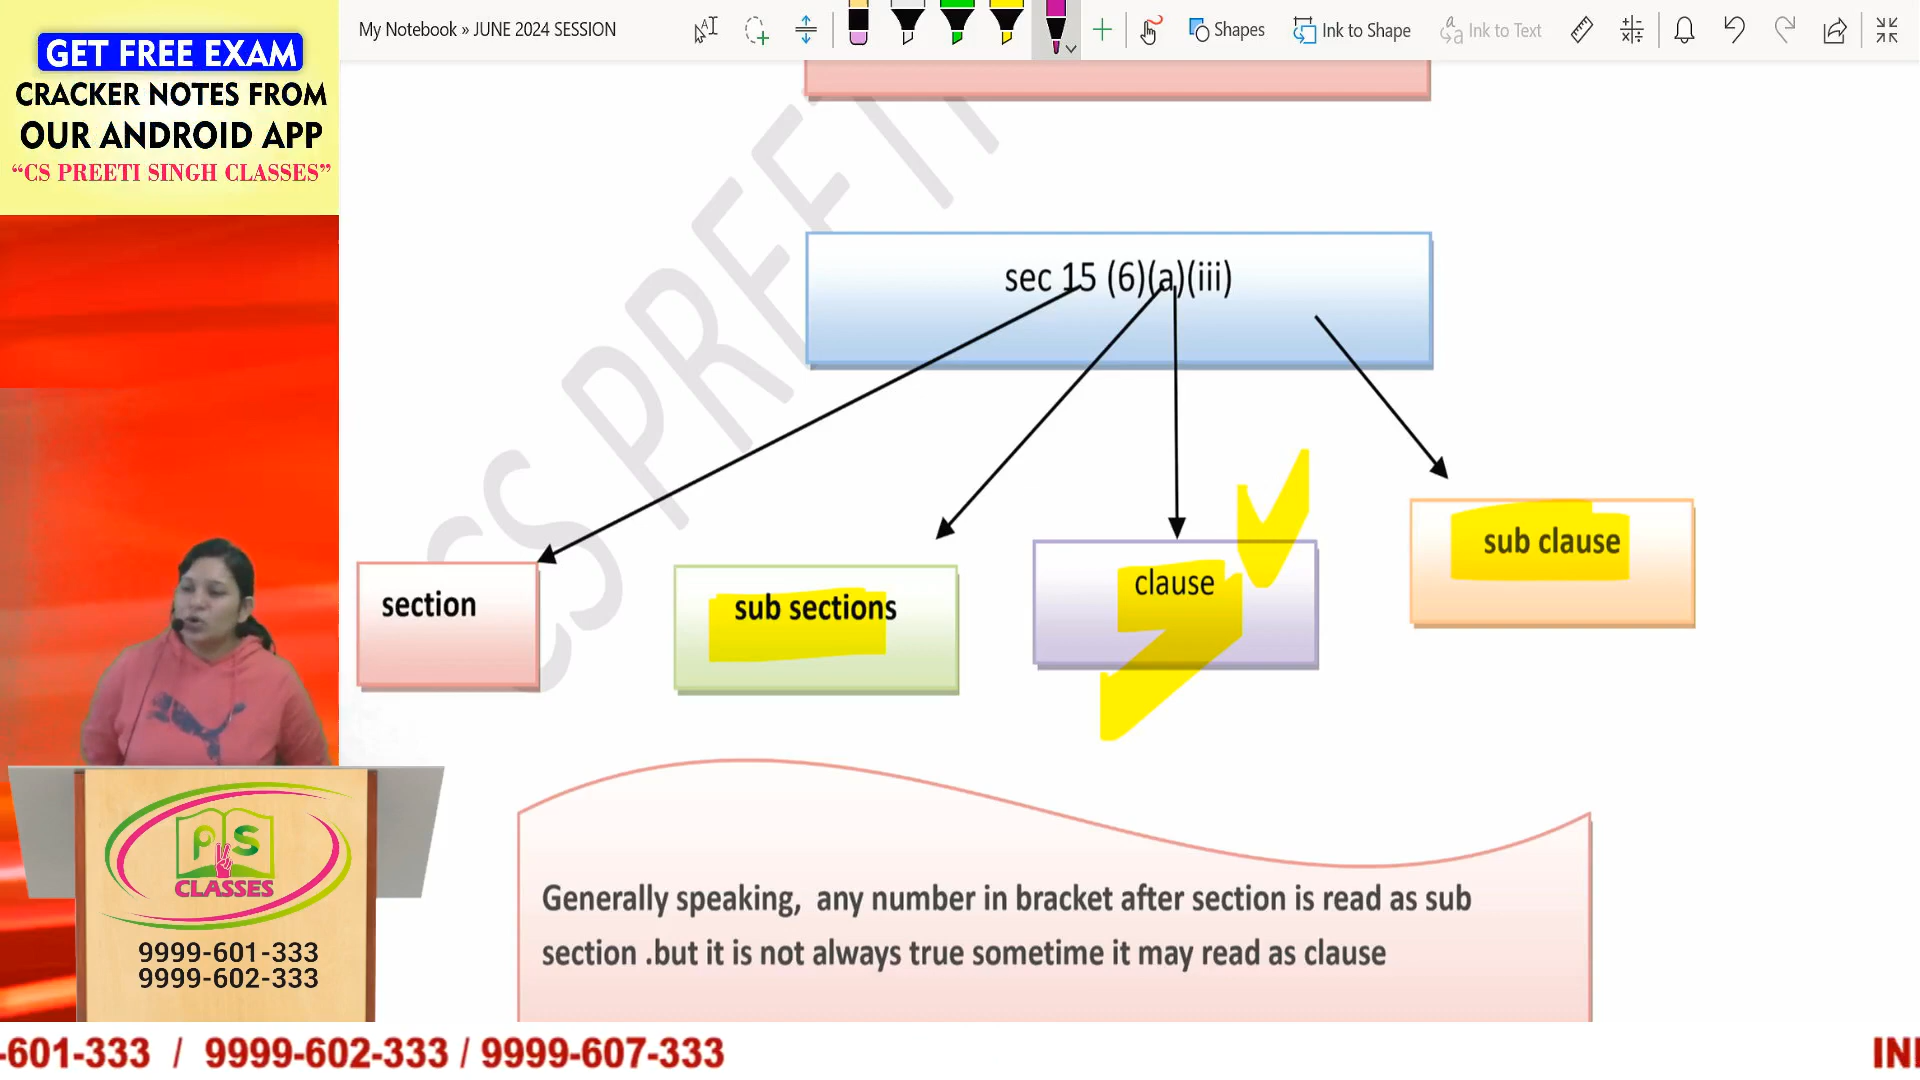 GET FREE EXAM
CRACKER NOTES FROM
OUR ANDROID APP
“CS PREETI SINGH CLASSES”
My Notebook » JUNE 2024 SESSION
Shapes
Ink to Shape
Ink to Text
CS PREETI
sec 15 (6)(a)(iii)
section
sub sections
clause
sub clause
Generally speaking, any number in bracket after section is read as sub
section .but it is not always true sometime it may read as clause
PS
CLASSES
9999-601-333
9999-602-333
-601-333 / 9999-602-333 / 9999-607-333